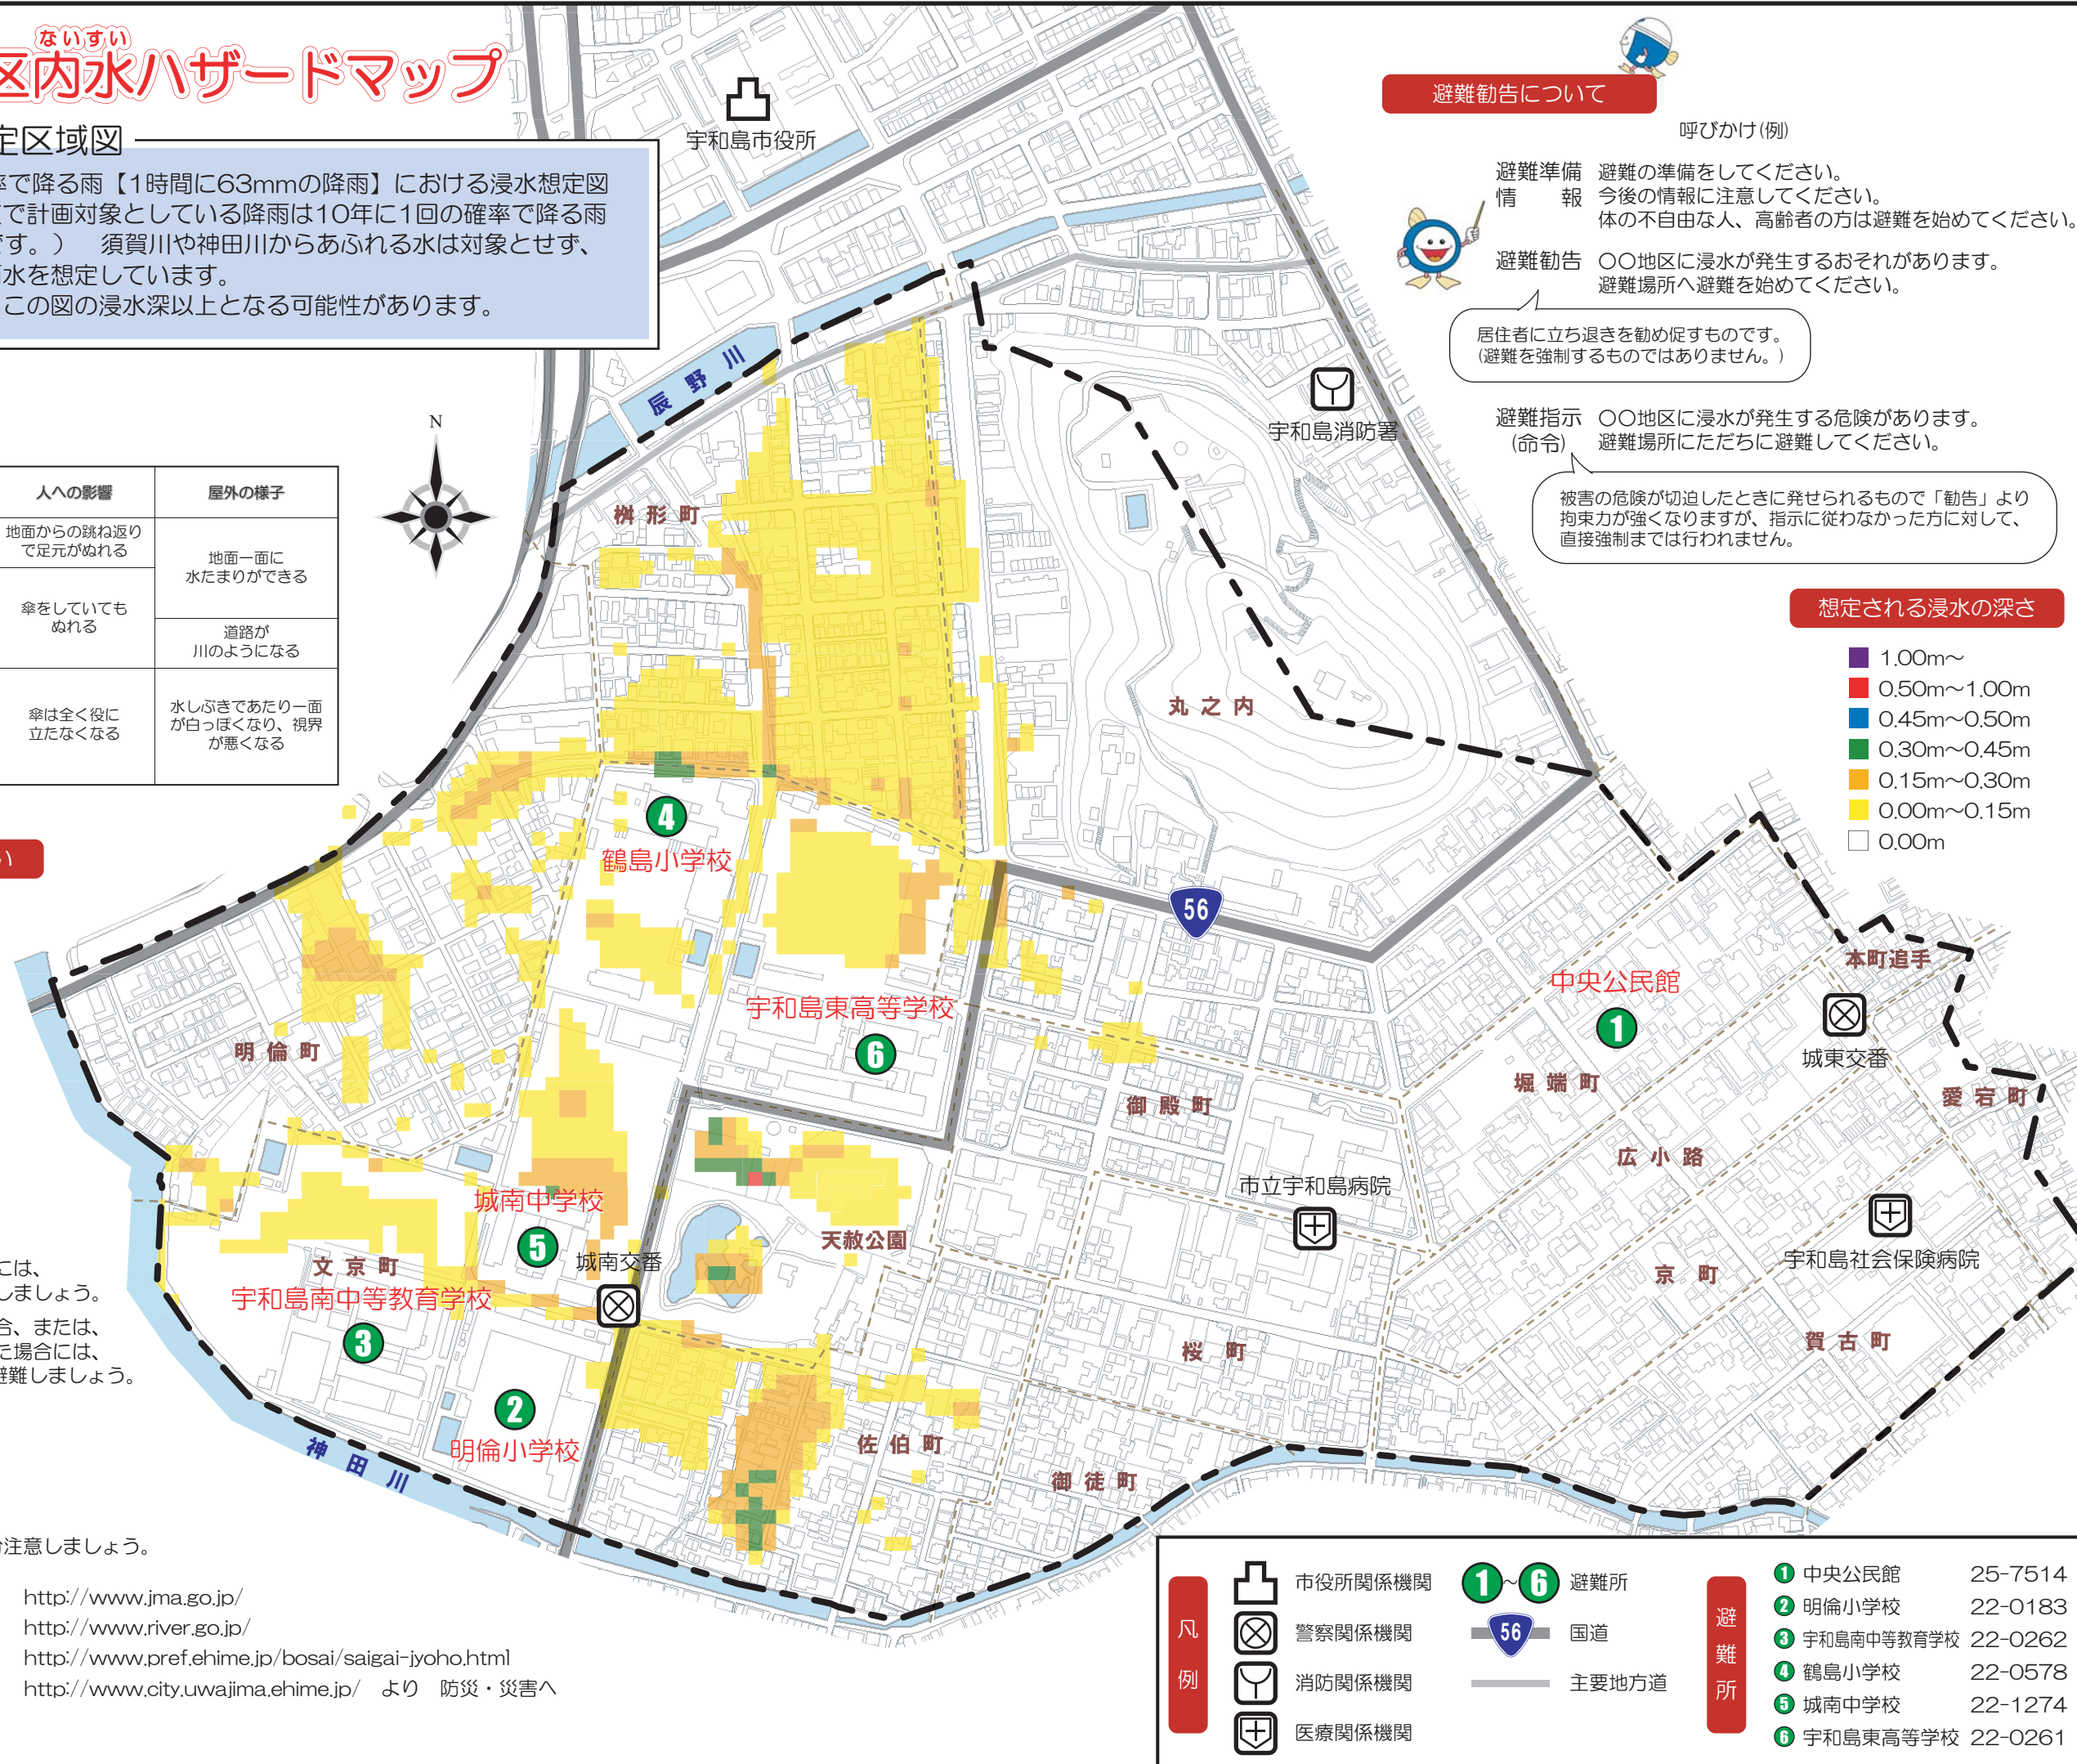 ないすい
区内水ハザードマップ
定区域図
率で降る雨【1時間に63mmの降雨】における浸水想定図
で計画対象としている降雨は10年に1回の確率で降る雨
です。） 須賀川や神田川からあふれる水は対象とせず、
雨水を想定しています。
この図の浸水深以上となる可能性があります。
人への影響 屋外の様子
地面からの跳ね返り
で足元がぬれる
地面一面に
水たまりができる
傘をしていても
ぬれる
道路が
川のようになる
傘は全く役に
立たなくなる
水しぶきであたり一面
が白っぽくなり、視界
が悪くなる
い
には、
しましょう。
合、または、
た場合には、
避難しましょう。
注意しましょう。
http://www.jma.go.jp/
http://www.river.go.jp/
http://www.pref.ehime.jp/bosai/saigai-jyoho.html
http://www.city.uwajima.ehime.jp/ より 防災・災害へ
N
宇和島市役所
辰野川
桝形町
宇和島消防署
丸之内
4
鶴島小学校
56
宇和島東高等学校
6
明倫町
中央公民館
1
本町追手
城東交番
堀端町
愛宕町
御殿町
広小路
市立宇和島病院
宇和島社会保険病院
城南中学校
5
城南交番
天赦公園
文京町
宇和島南中等教育学校
3
京町
桜町
賀古町
2
明倫小学校
佐伯町
御徒町
神田川
避難勧告について
呼びかけ(例)
避難準備 避難の準備をしてください。
情報 今後の情報に注意してください。
体の不自由な人、高齢者の方は避難を始めてください。
避難勧告 〇〇地区に浸水が発生するおそれがあります。
避難場所へ避難を始めてください。
居住者に立ち退きを勧め促すものです。
(避難を強制するものではありません。)
避難指示 〇〇地区に浸水が発生する危険があります。
(命令) 避難場所にただちに避難してください。
被害の危険が切迫したときに発せられるもので「勧告」より
拘束力が強くなりますが、指示に従わなかった方に対して、
直接強制までは行われません。
想定される浸水の深さ
1.00m～
0.50m～1.00m
0.45m～0.50m
0.30m～0.45m
0.15m～0.30m
0.00m～0.15m
0.00m
凡例
市役所関係機関
警察関係機関
消防関係機関
医療関係機関
1～6 避難所
56 国道
主要地方道
避難所
1 中央公民館 25-7514
2 明倫小学校 22-0183
3 宇和島南中等教育学校 22-0262
4 鶴島小学校 22-0578
5 城南中学校 22-1274
6 宇和島東高等学校 22-0261